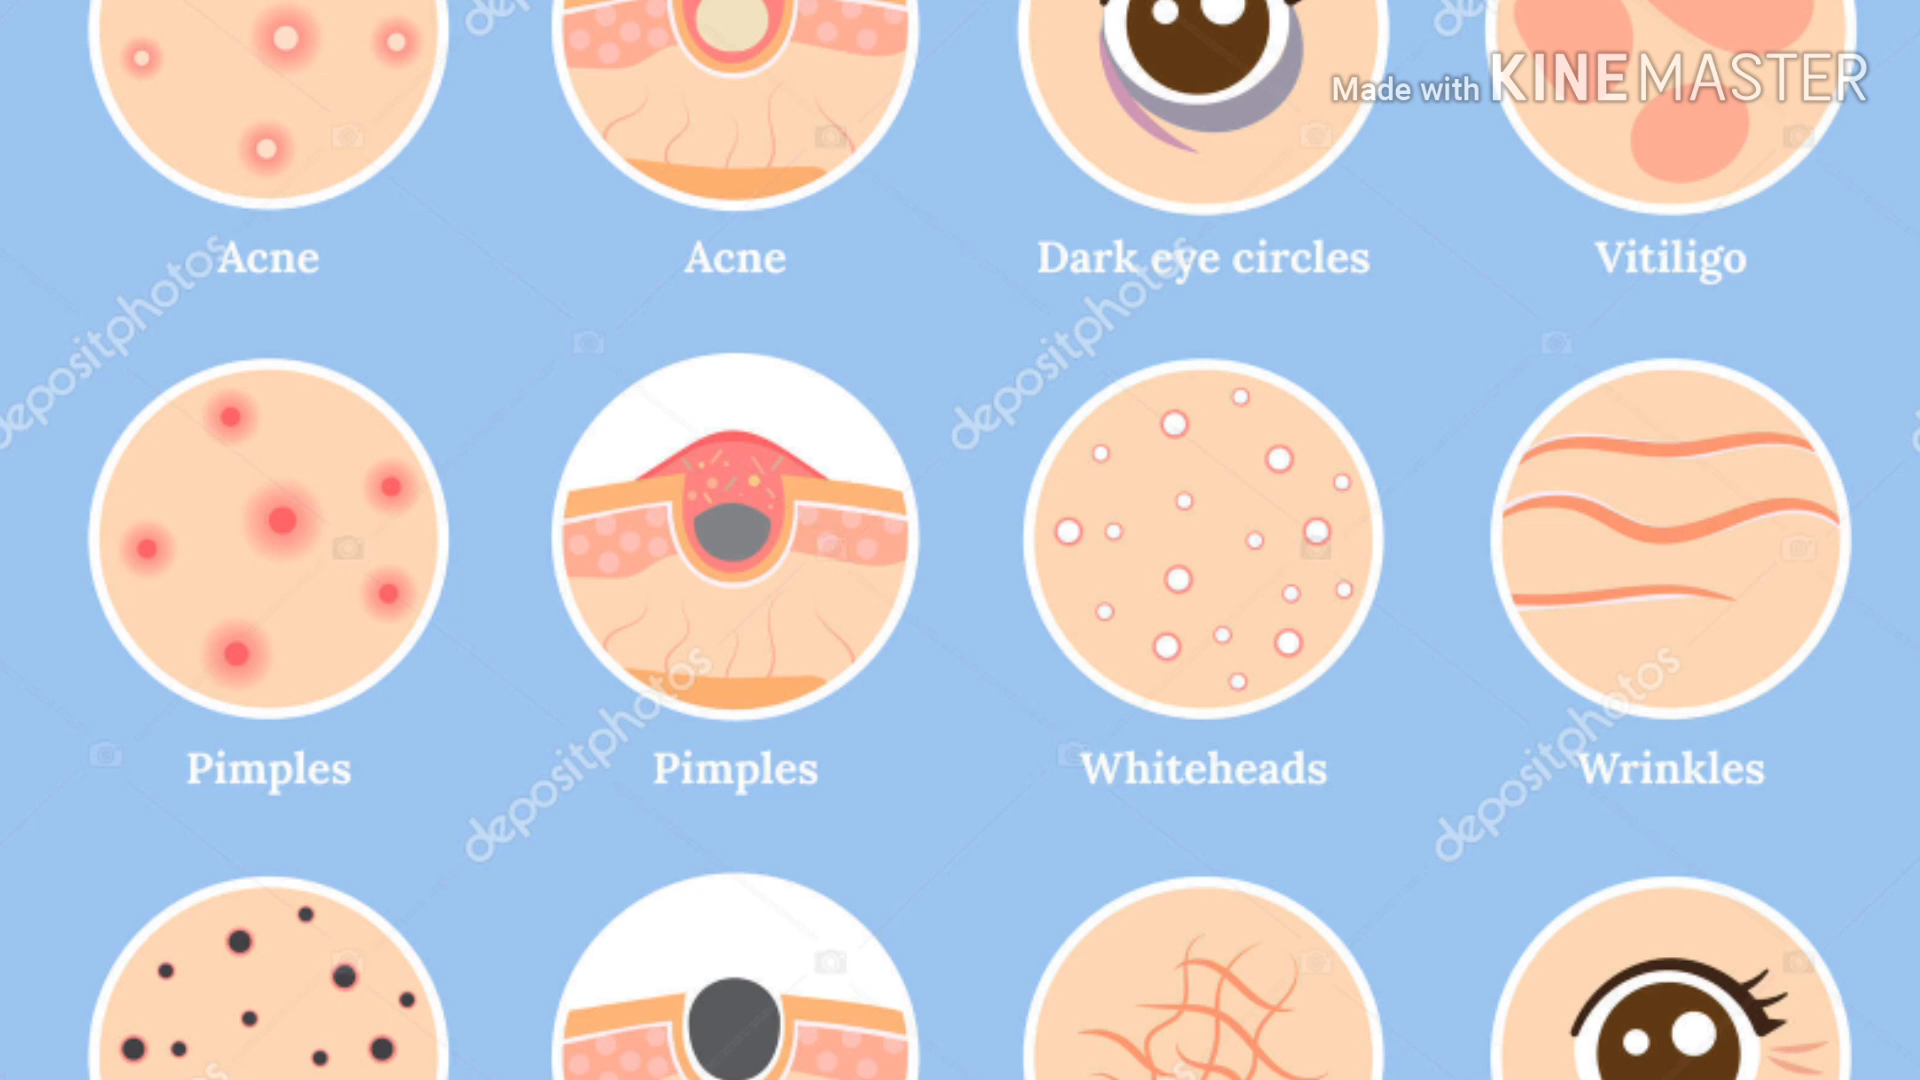 Made with KINEMASTER
Acne Acne Dark eye circles Vitiligo
depositphotos depositphotos
Pimples Pimples Whiteheads Wrinkles
depositphotos depositphotos